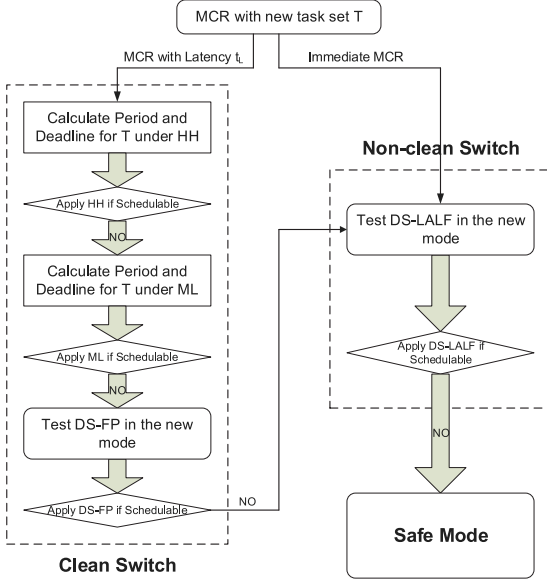 MCR with new task set T
MCR with Latency tL
Immediate MCR
Calculate Period and
Deadline for T under HH
Apply HH if Schedulable
NO
Calculate Period and
Deadline for T under ML
Apply ML if Schedulable
NO
Test DS-FP in the new
mode
Apply DS-FP if Schedulable
NO
Clean Switch
Non-clean Switch
Test DS-LALF in the new
mode
Apply DS-LALF if
Schedulable
NO
Safe Mode